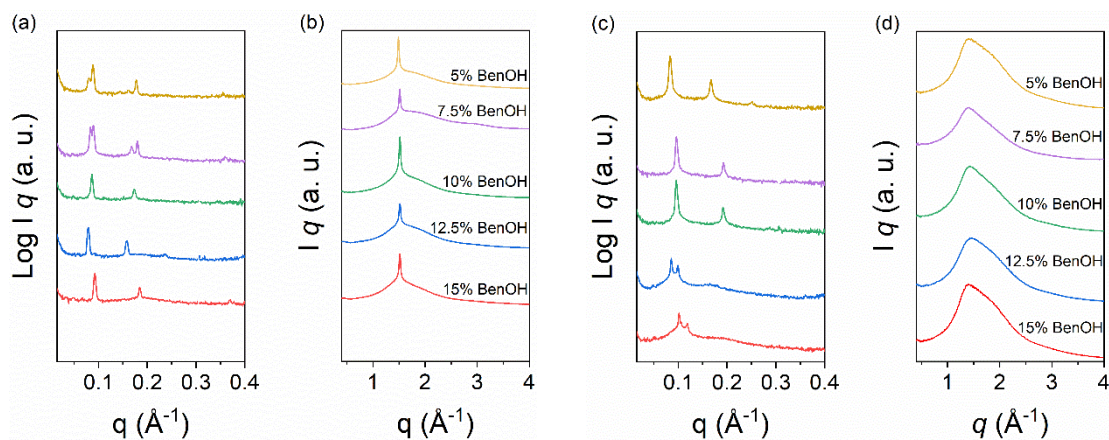 (a)
Log I q (a. u.)
0.1 0.2 0.3 0.4
q (Å⁻¹)
(b)
I q (a. u.)
5% BenOH
7.5% BenOH
10% BenOH
12.5% BenOH
15% BenOH
1 2 3 4
q (Å⁻¹)
(c)
Log I q (a. u.)
0.1 0.2 0.3 0.4
q (Å⁻¹)
(d)
I q (a. u.)
5% BenOH
7.5% BenOH
10% BenOH
12.5% BenOH
15% BenOH
1 2 3 4
q (Å⁻¹)